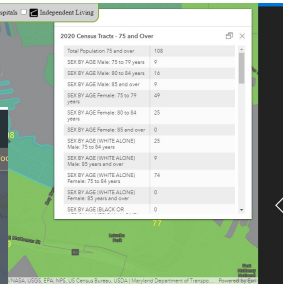 spitals Independent Living
2020 Census Tracts - 75 and Over
Total Population 75 and over 108
SEX BY AGE Male: 75 to 79 years 9
SEX BY AGE Male: 80 to 84 years 16
SEX BY AGE Male: 85 and over 9
SEX BY AGE Female: 75 to 79 49
years
SEX BY AGE Female: 80 to 84 25
years
SEX BY AGE Female: 85 and over 0
SEX BY AGE (WHITE ALONE) 25
Male: 75 to 84 years
SEX BY AGE (WHITE ALONE) 9
Male: 85 years and over
SEX BY AGE (WHITE ALONE) 74
Female: 75 to 84 years
SEX BY AGE (WHITE ALONE) 0
Female: 85 years and over
SEX BY AGE (BLACK OR 0
77
NASA, USGS, EPA, NPS, US Census Bureau, USDA | Maryland Department of Transpo... Powered by Esri